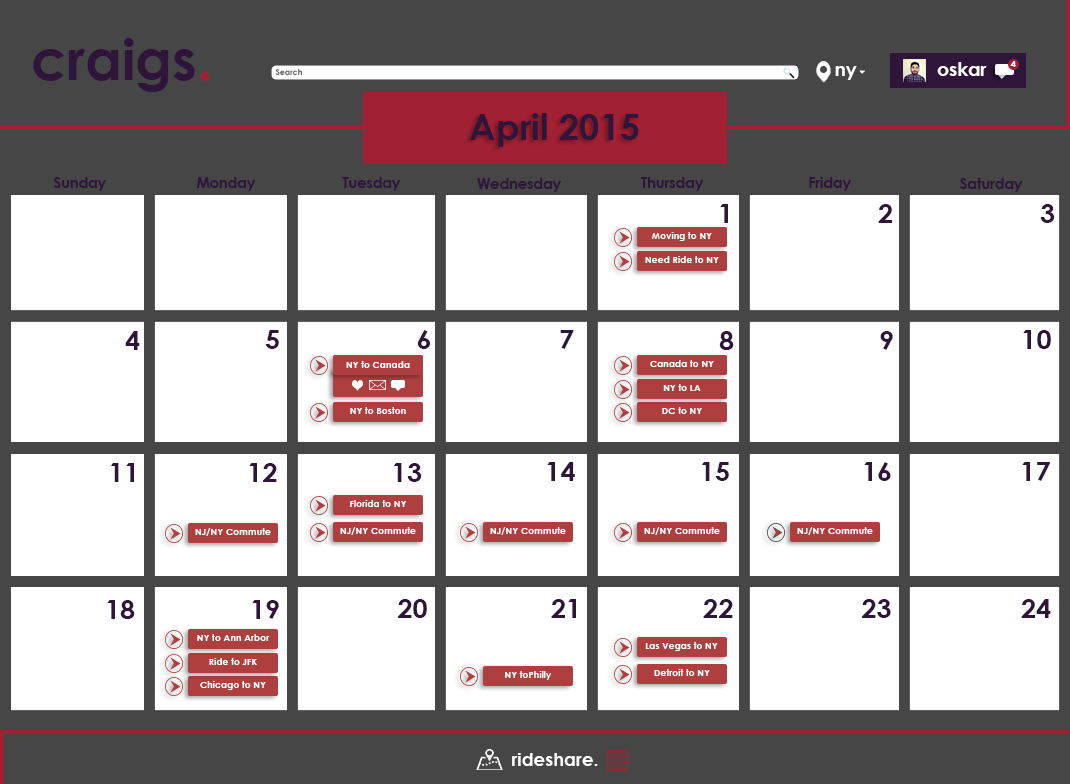 craigs.
Search
ny
oskar
4
April 2015
Sunday Monday Tuesday Wednesday Thursday Friday Saturday
1 2 3
Moving to NY
Need Ride to NY
4 5 6 7 8 9 10
NY to Canada Canada to NY
NY to LA
NY to Boston DC to NY
11 12 13 14 15 16 17
Florida to NY
NJ/NY Commute NJ/NY Commute NJ/NY Commute NJ/NY Commute NJ/NY Commute
18 19 20 21 22 23 24
NY to Ann Arbor Las Vegas to NY
Ride to JFK
NY toPhilly Detroit to NY
Chicago to NY
rideshare.